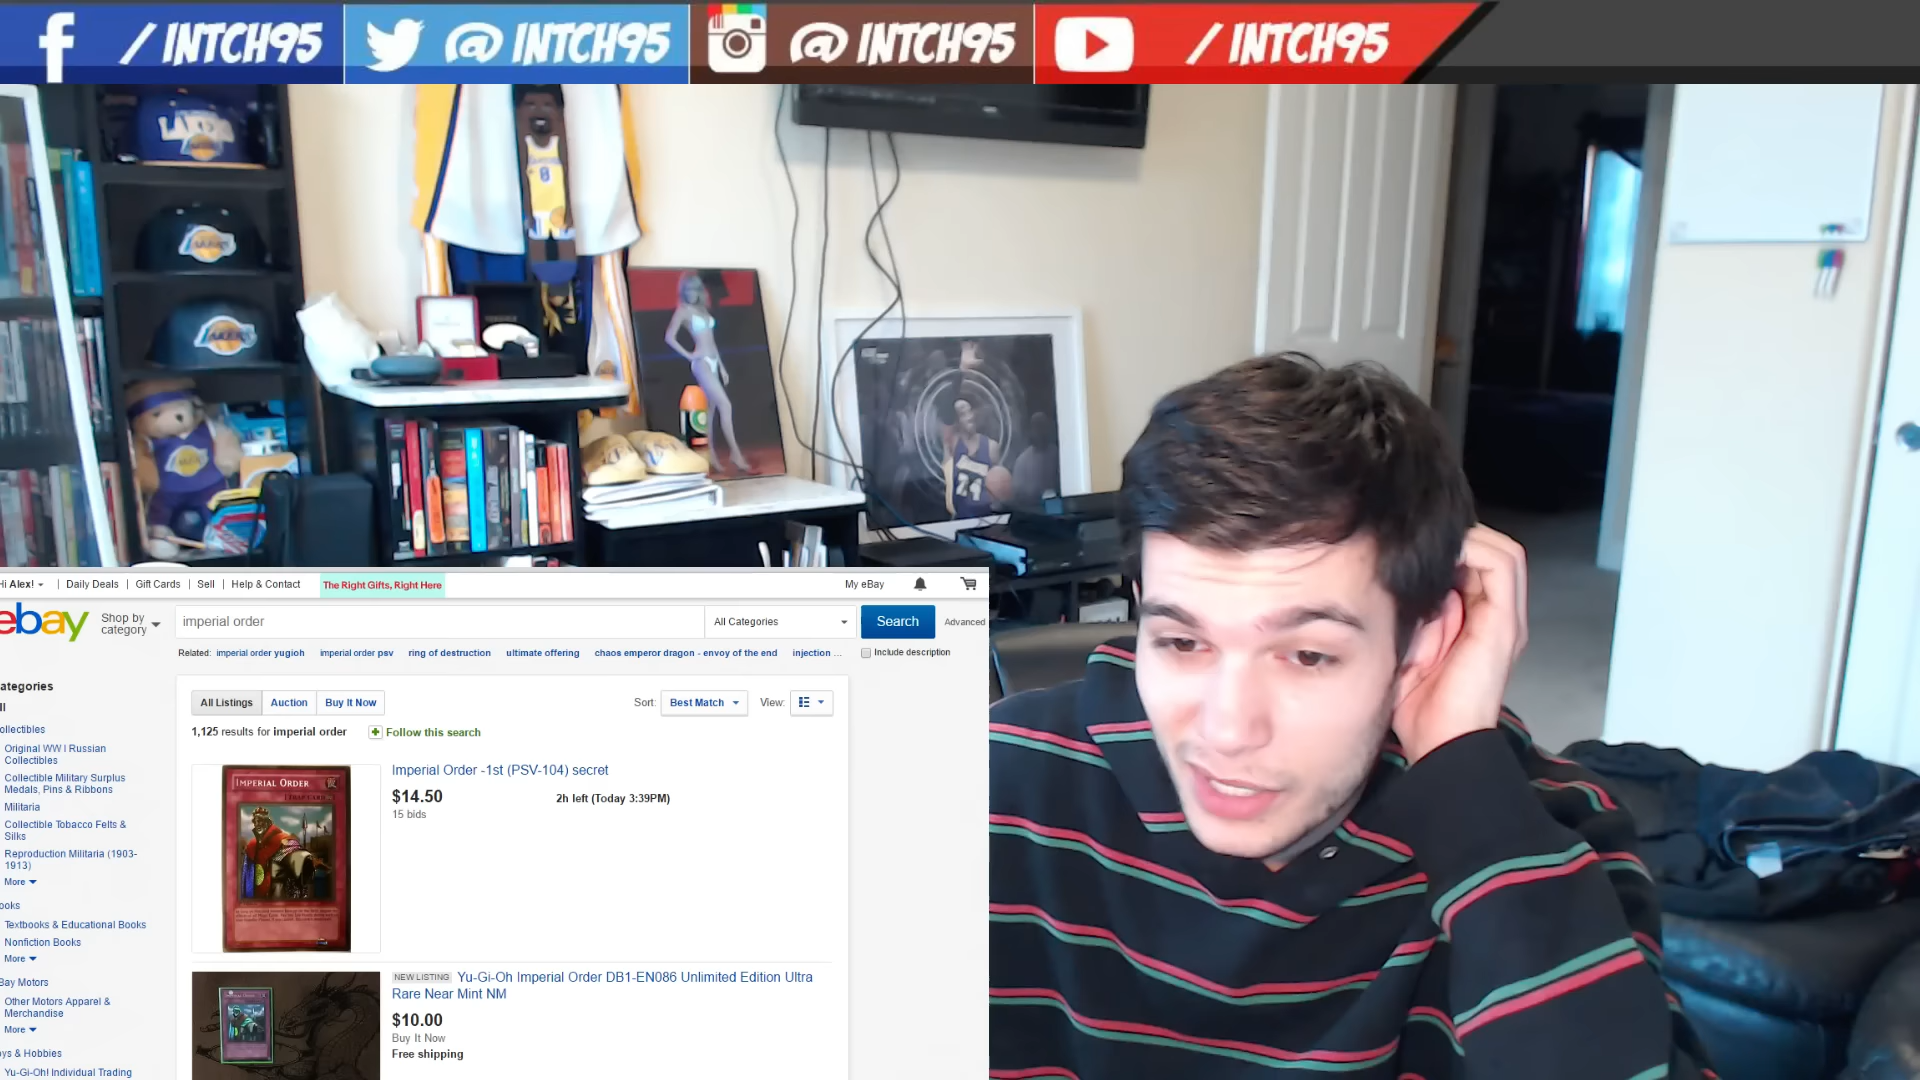 / INTCH95
@ INTCH95
@ INTCH95
/ INTCH95
LAKERS
8
24
Hi Alex!
Daily Deals
Gift Cards
Sell
Help & Contact
The Right Gifts, Right Here
My eBay
ebay
Shop by
category
imperial order
All Categories
Search
Advanced
Related: imperial order yugioh imperial order psv ring of destruction ultimate offering chaos emperor dragon - envoy of the end injection ...
Include description
ategories
ll
ollectibles
Original WW I Russian
Collectibles
Collectible Military Surplus
Medals, Pins & Ribbons
Militaria
Collectible Tobacco Felts &
Silks
Reproduction Militaria (1903-
1913)
More
ooks
Textbooks & Educational Books
Nonfiction Books
More
Bay Motors
Other Motors Apparel &
Merchandise
More
ys & Hobbies
Yu-Gi-Oh! Individual Trading
All Listings
Auction
Buy It Now
Sort: Best Match
View:
1,125 results for imperial order
Follow this search
IMPERIAL ORDER
Imperial Order -1st (PSV-104) secret
$14.50
2h left (Today 3:39PM)
15 bids
NEW LISTING Yu-Gi-Oh Imperial Order DB1-EN086 Unlimited Edition Ultra
Rare Near Mint NM
$10.00
Buy It Now
Free shipping